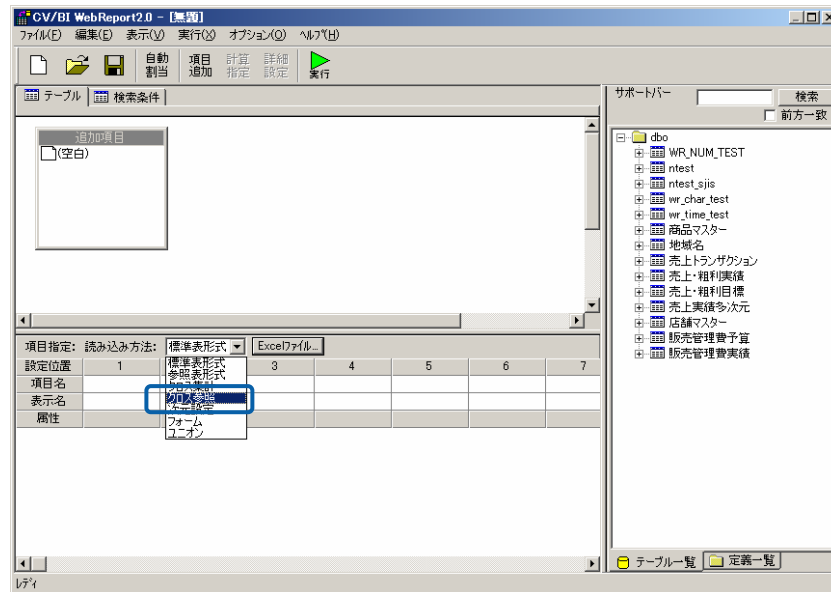 CV/BI WebReport2.0 - [無題]
ﾌｧｲﾙ(F) 編集(E) 表示(V) 実行(X) オプション(O) ﾍﾙﾌﾟ(H)
自動割当 項目追加 計算指定 詳細設定 実行
テーブル 検索条件
追加項目
(空白)
項目指定: 読み込み方法: 標準表形式 Excelﾌｧｲﾙ...
標準表形式
参照表形式
クロス集計
クロス参照
次元設定
フォーム
ユニオン
設定位置 1 3 4 5 6 7
項目名
表示名
属性
サポートバー 検索
前方一致
dbo
WR_NUM_TEST
ntest
ntest_sjis
wr_char_test
wr_time_test
商品マスター
地域名
売上トランザクション
売上・粗利実績
売上・粗利目標
売上実績多次元
店舗マスター
販売管理費予算
販売管理費実績
テーブル一覧 定義一覧
ﾚﾃﾞｨ